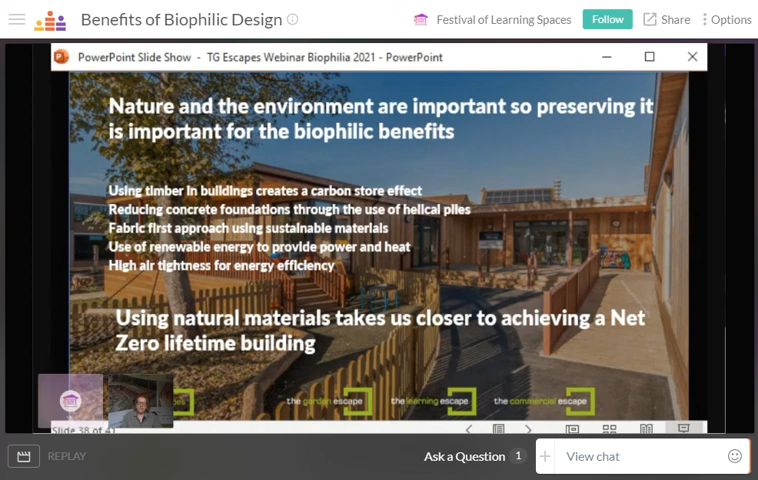 Benefits of Biophilic Design
Festival of Learning Spaces
Follow
Share
Options
PowerPoint Slide Show - TG Escapes Webinar Biophilia 2021 - PowerPoint
Nature and the environment are important so preserving it
is important for the biophilic benefits
Using timber in buildings creates a carbon store effect
Reducing concrete foundations through the use of helical piles
Fabric first approach using sustainable materials
Use of renewable energy to provide power and heat
High air tightness for energy efficiency
Using natural materials takes us closer to achieving a Net
Zero lifetime building
the garden escape
the learning escape
the commercial escape
Slide 38 of 41
REPLAY
Ask a Question 1
View chat